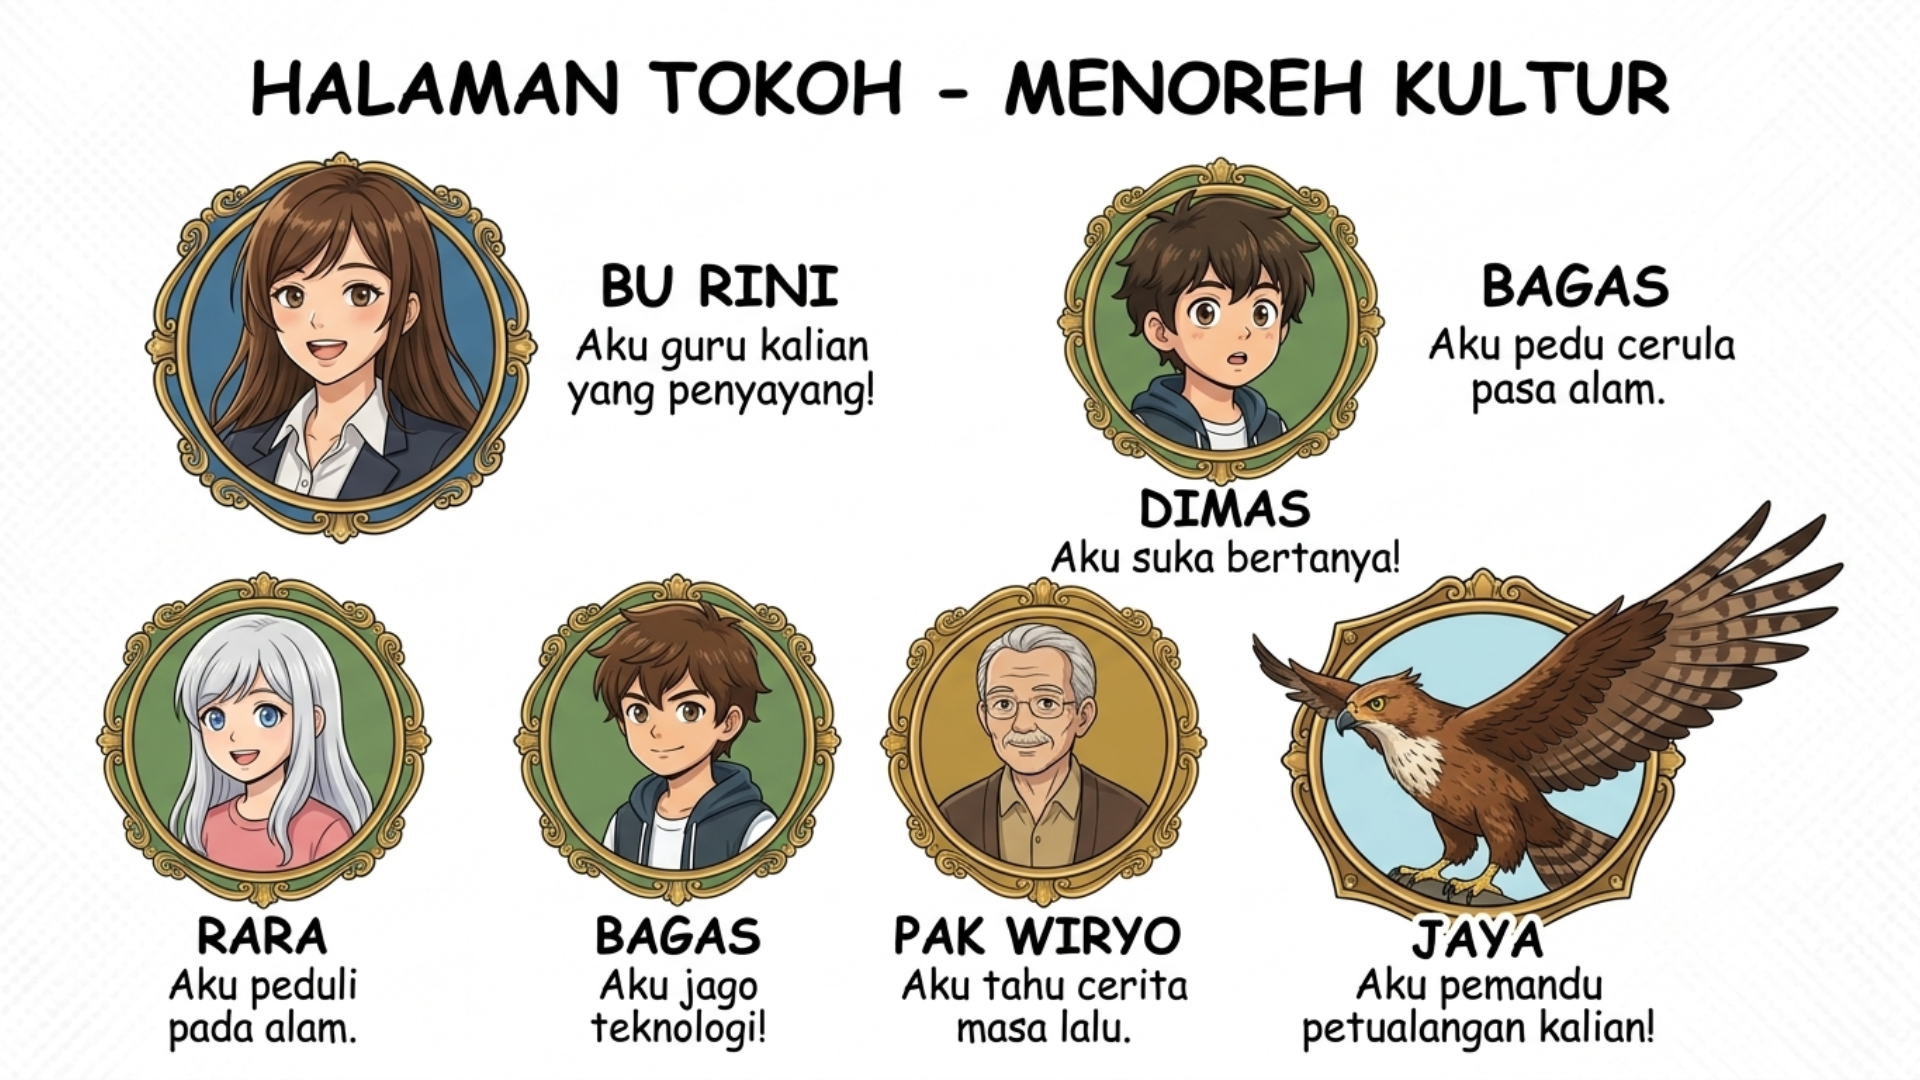 HALAMAN TOKOH - MENOREH KULTUR
BU RINI
Aku guru kalian
yang penyayang!
BAGAS
Aku pedu cerula
pasa alam.
DIMAS
Aku suka bertanya!
RARA
Aku peduli
pada alam.
BAGAS
Aku jago
teknologi!
PAK WIRYO
Aku tahu cerita
masa lalu.
JAYA
Aku pemandu
petualangan kalian!